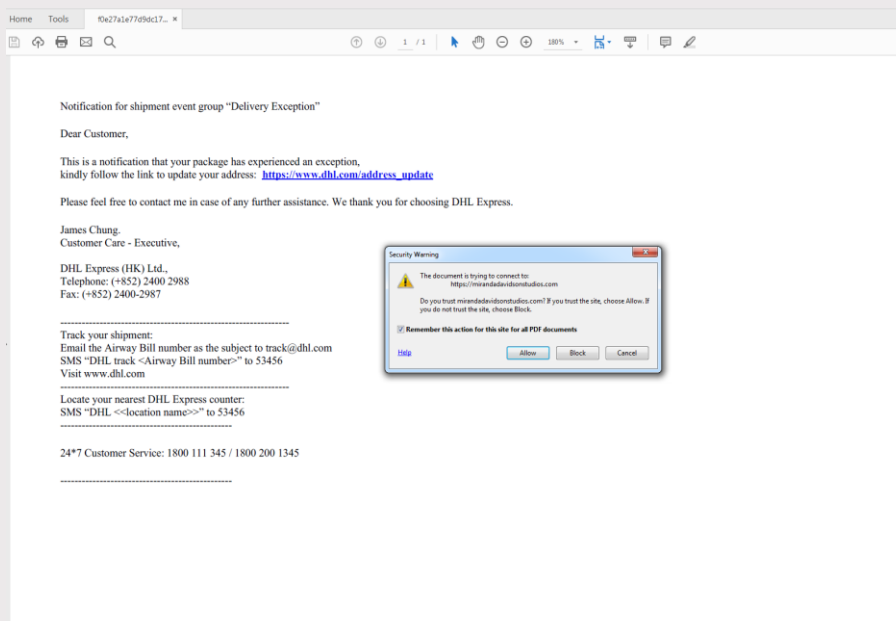 Home Tools f0e27a1e77d9dc17... ×
1 / 1 180%
Notification for shipment event group “Delivery Exception”
Dear Customer,
This is a notification that your package has experienced an exception,
kindly follow the link to update your address: https://www.dhl.com/address_update
Please feel free to contact me in case of any further assistance. We thank you for choosing DHL Express.
James Chung.
Customer Care - Executive,
DHL Express (HK) Ltd.,
Telephone: (+852) 2400 2988
Fax: (+852) 2400-2987
Security Warning
The document is trying to connect to:
https://mirandadavidsonstudios.com
Do you trust mirandadavidsonstudios.com? If you trust the site, choose Allow. If
you do not trust the site, choose Block.
Remember this action for this site for all PDF documents
Help Allow Block Cancel
----------------------------------------------------------------
Track your shipment:
Email the Airway Bill number as the subject to track@dhl.com
SMS “DHL track <Airway Bill number>” to 53456
Visit www.dhl.com
----------------------------------------------------------------
Locate your nearest DHL Express counter:
SMS “DHL <<location name>>” to 53456
------------------------------------------------
24*7 Customer Service: 1800 111 345 / 1800 200 1345
------------------------------------------------